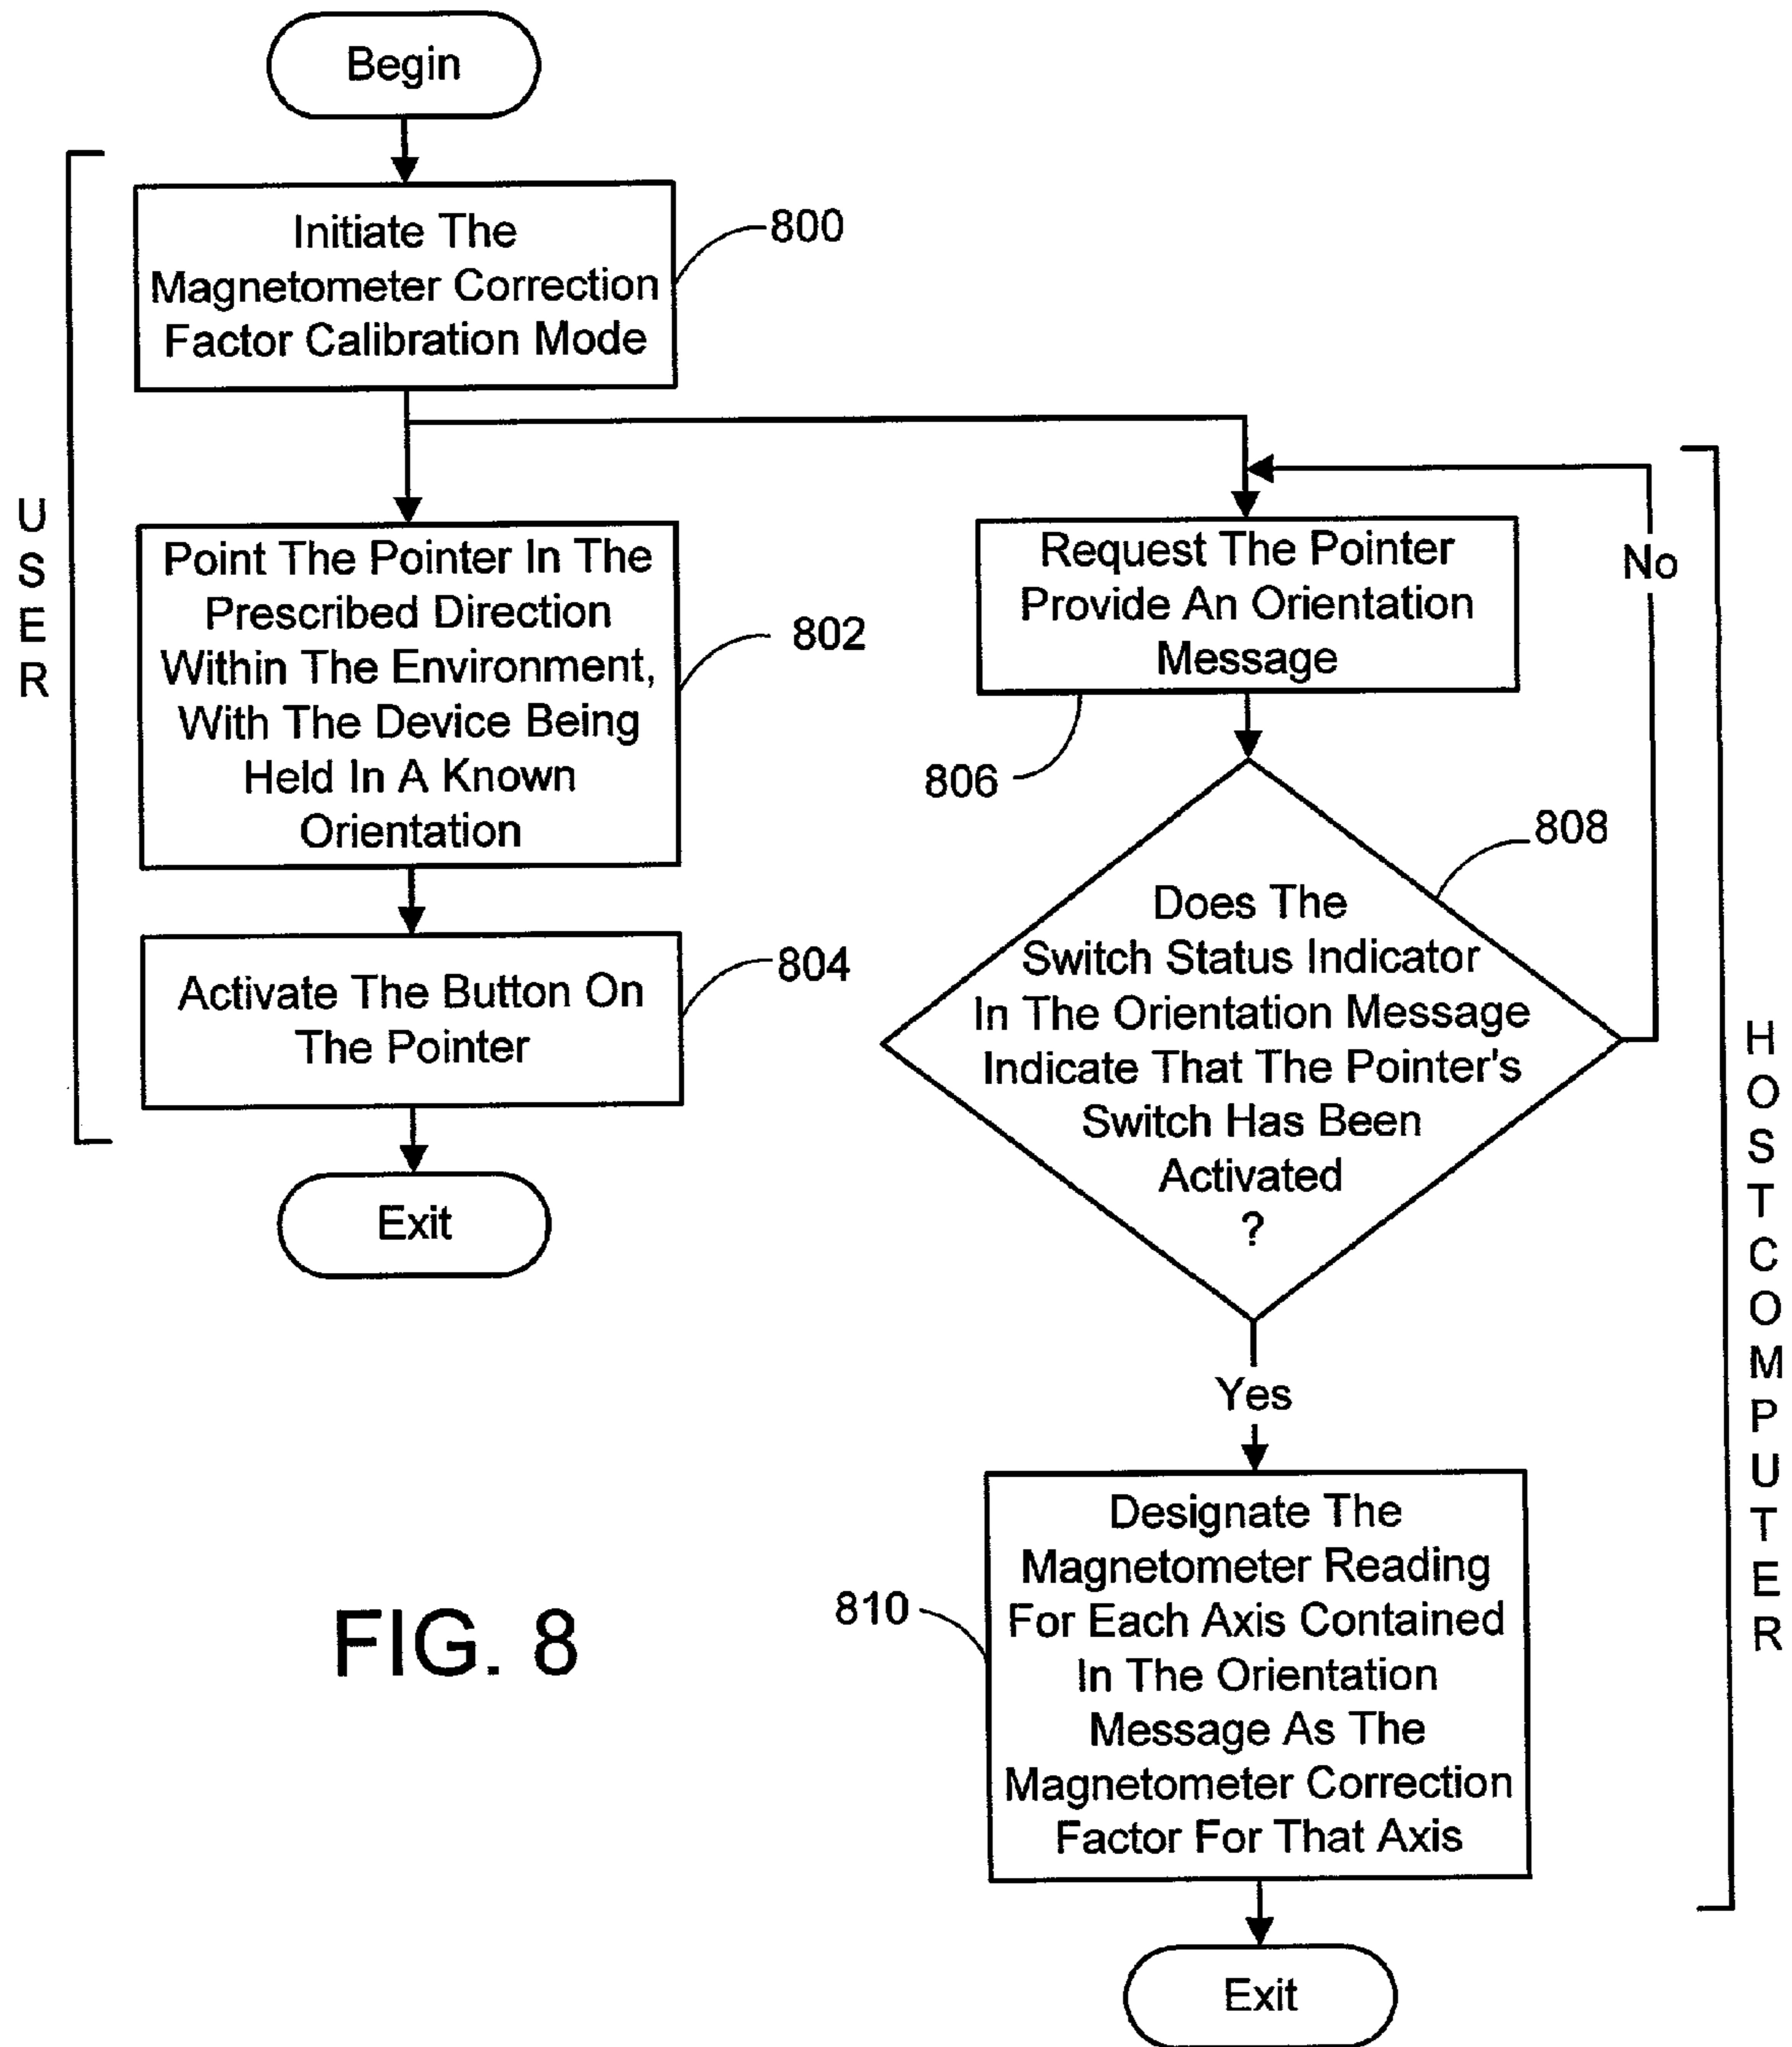 Begin
Initiate The
Magnetometer Correction
Factor Calibration Mode
800
USER
Point The Pointer In The
Prescribed Direction
Within The Environment,
With The Device Being
Held In A Known
Orientation
802
Activate The Button On
The Pointer
804
Exit
Request The Pointer
Provide An Orientation
Message
806
No
Does The
Switch Status Indicator
In The Orientation Message
Indicate That The Pointer's
Switch Has Been
Activated
?
808
HOST COMPUTER
Yes
Designate The
Magnetometer Reading
For Each Axis Contained
In The Orientation
Message As The
Magnetometer Correction
Factor For That Axis
810
Exit
FIG. 8